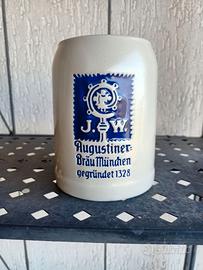 J. W.
Augustiner-
Bräu München
gegründet 1328